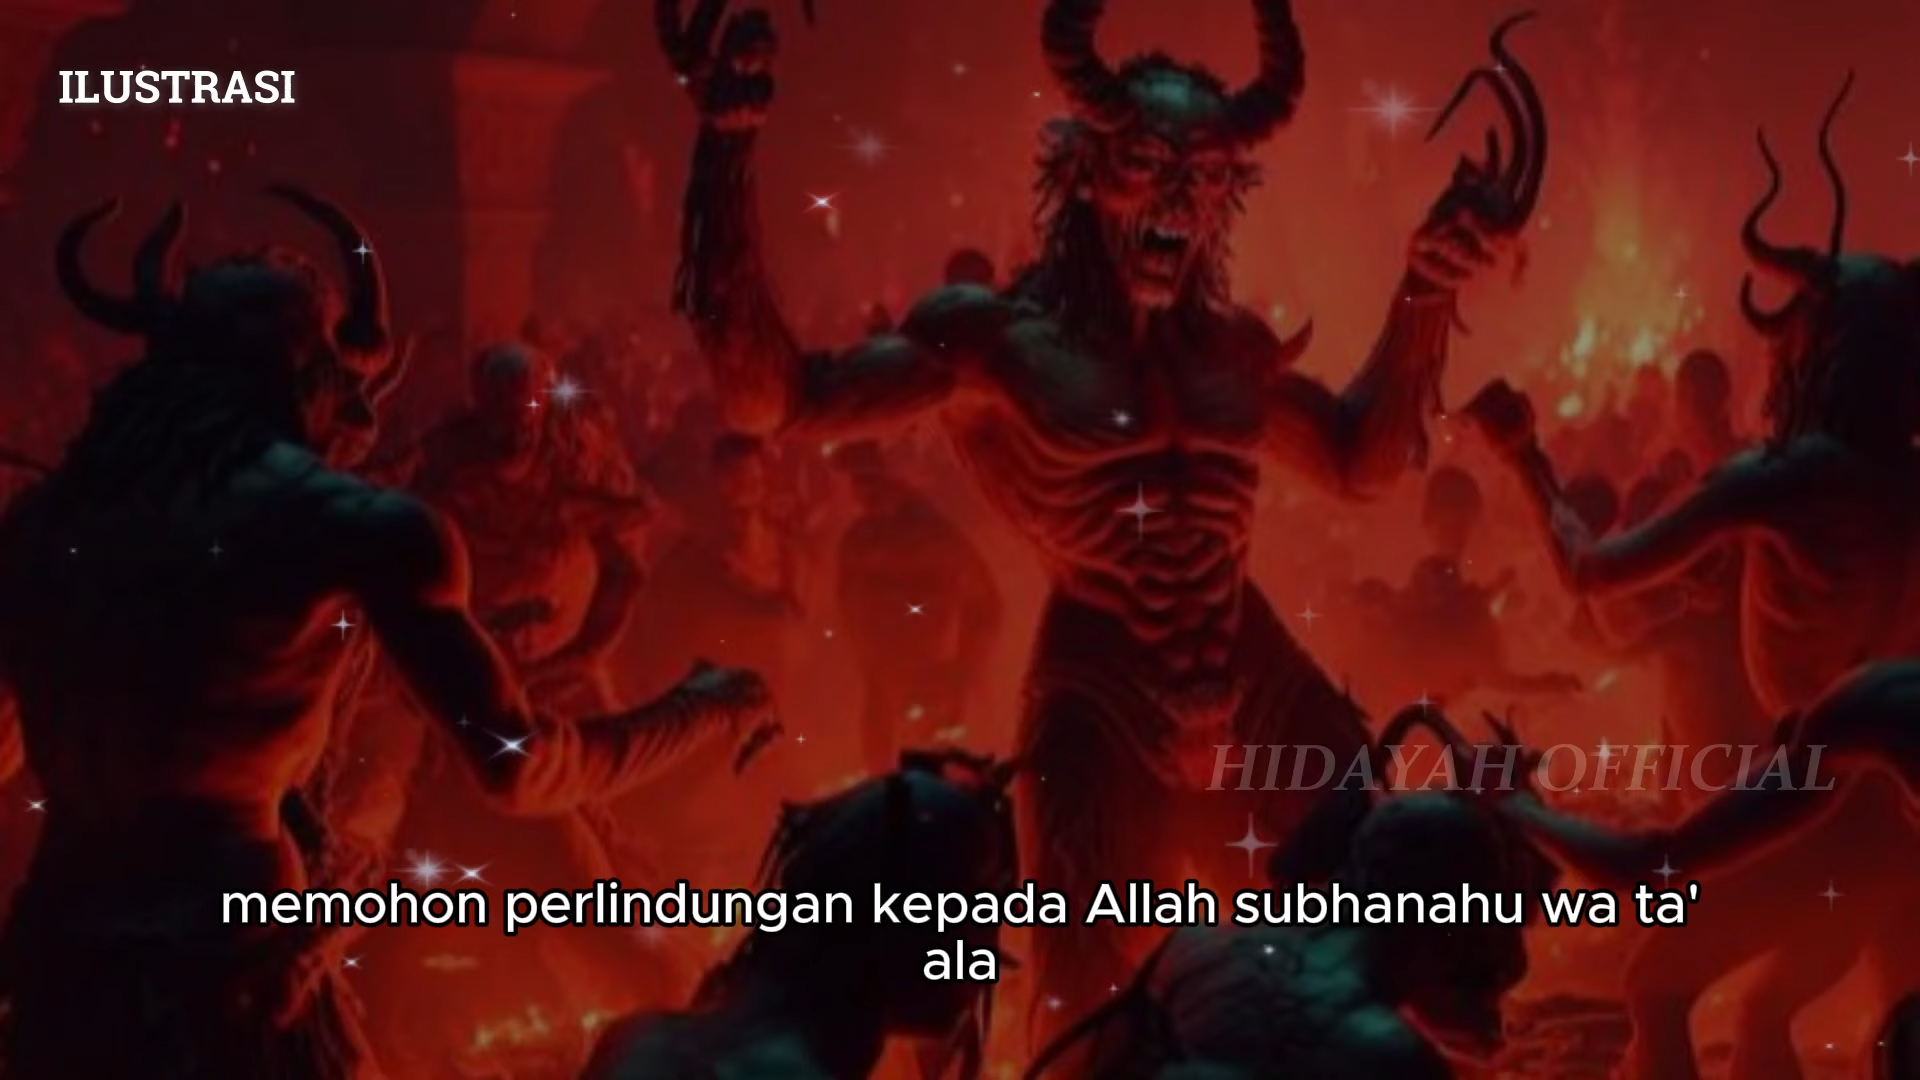 ILUSTRASI
HIDAYAH OFFICIAL
memohon perlindungan kepada Allah subhanahu wa ta'
ala